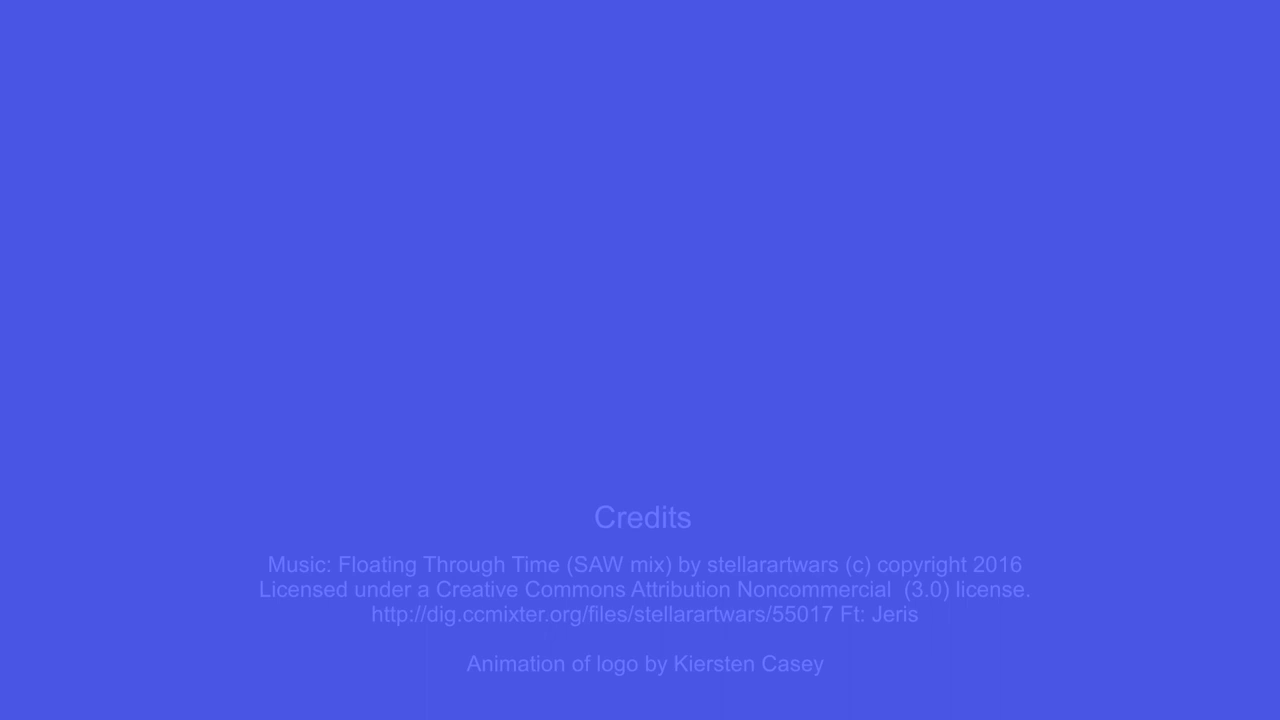 Credits
Music: Floating Through Time (SAW mix) by stellarartwars (c) copyright 2016
Licensed under a Creative Commons Attribution Noncommercial  (3.0) license.
http://dig.ccmixter.org/files/stellarartwars/55017 Ft: Jeris
Animation of logo by Kiersten Casey